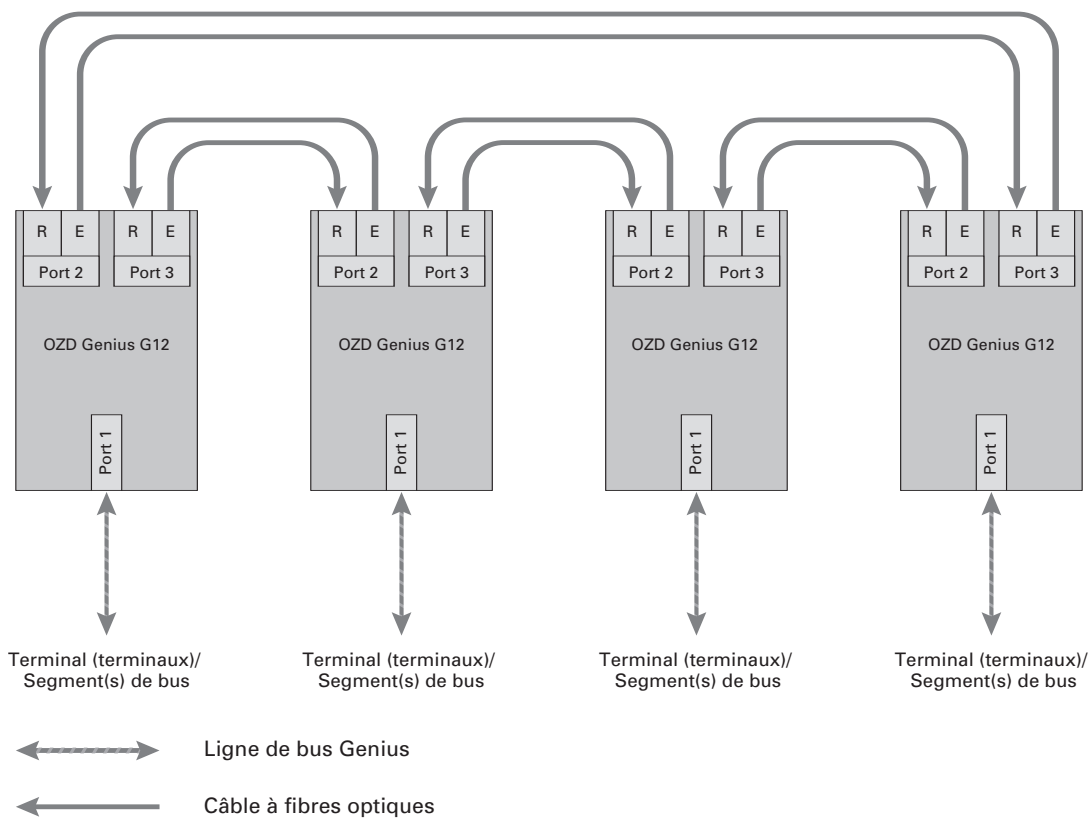 R E R E R E R E R E R E R E R E
Port 2 Port 3 Port 2 Port 3 Port 2 Port 3 Port 2 Port 3
OZD Genius G12 OZD Genius G12 OZD Genius G12 OZD Genius G12
Port 1 Port 1 Port 1 Port 1
Terminal (terminaux)/ Terminal (terminaux)/ Terminal (terminaux)/ Terminal (terminaux)/
Segment(s) de bus Segment(s) de bus Segment(s) de bus Segment(s) de bus
Ligne de bus Genius
Câble à fibres optiques